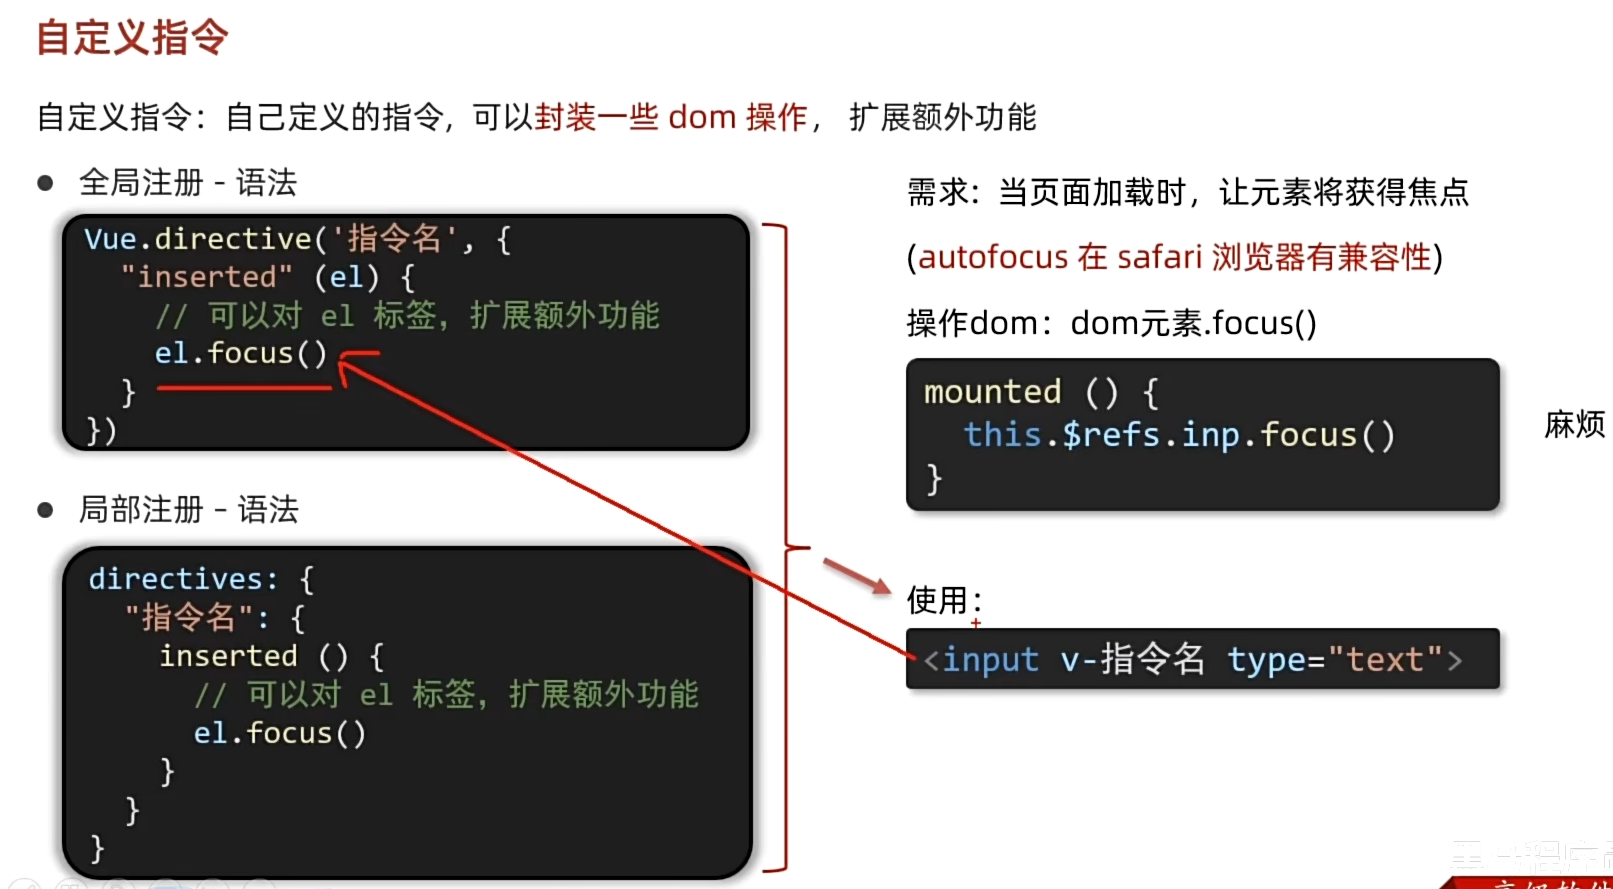 自定义指令
自定义指令：自己定义的指令，可以封装一些 dom 操作， 扩展额外功能
● 全局注册 - 语法
Vue.directive('指令名', {
"inserted" (el) {
// 可以对 el 标签，扩展额外功能
el.focus()
}
})
● 局部注册 - 语法
directives: {
"指令名": {
inserted () {
// 可以对 el 标签，扩展额外功能
el.focus()
}
}
}
需求：当页面加载时，让元素将获得焦点
(autofocus 在 safari 浏览器有兼容性)
操作dom：dom元素.focus()
mounted () {
this.$refs.inp.focus()
}
麻烦
使用：
<input v-指令名 type="text">